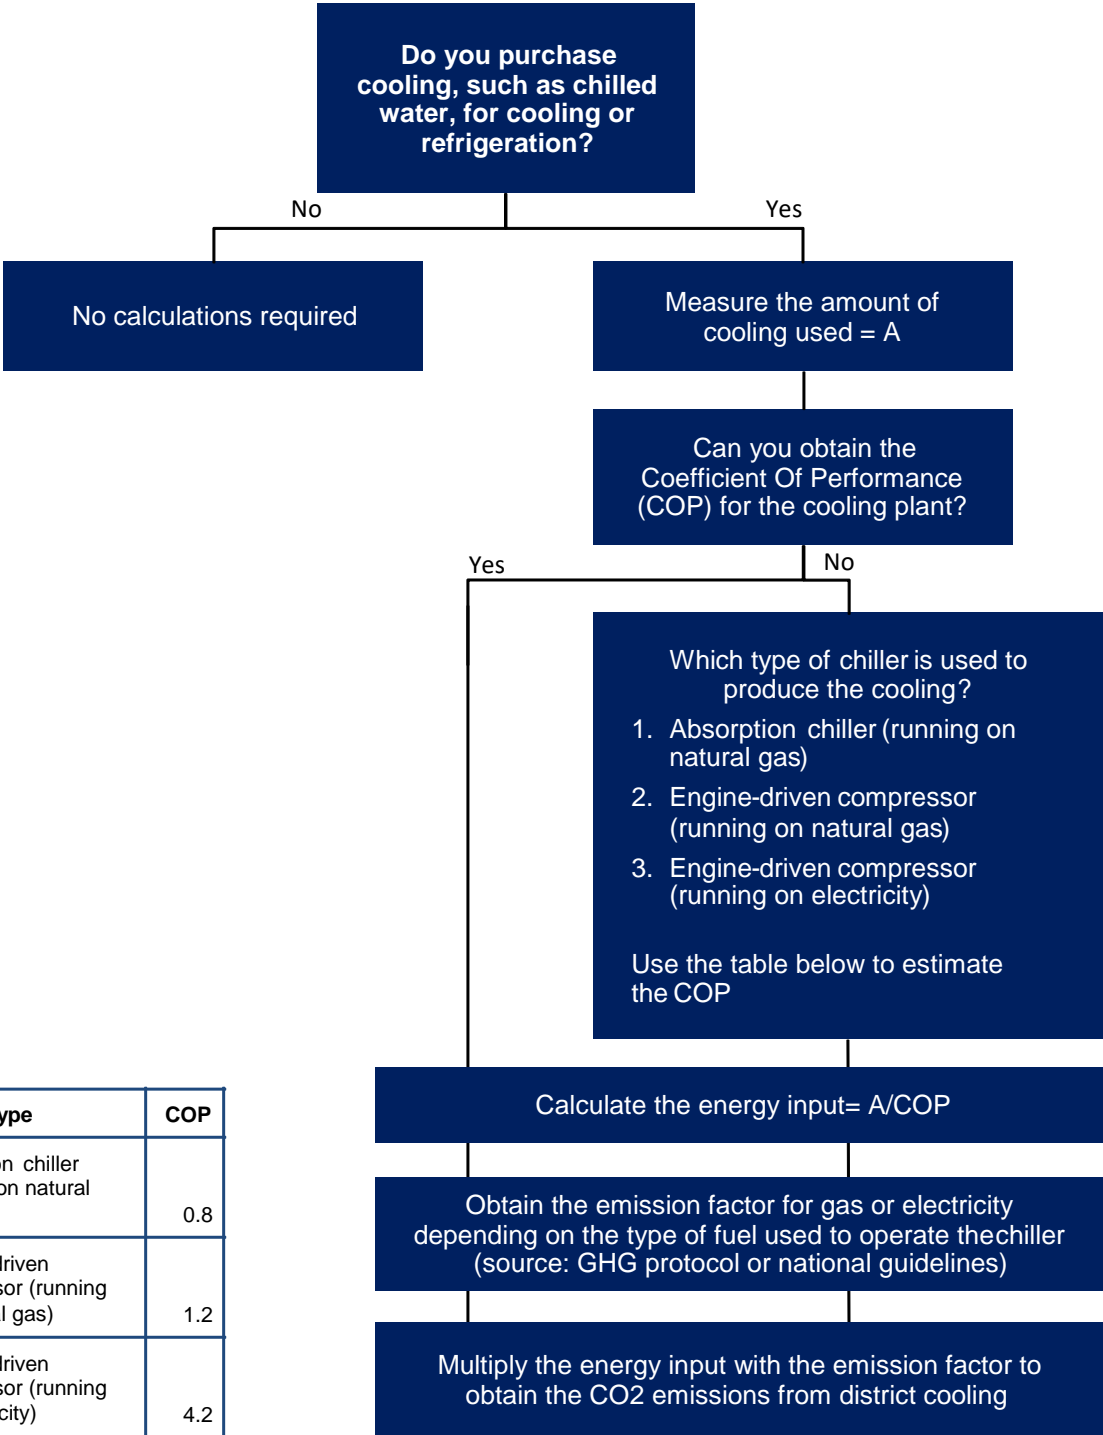 Do you purchase
cooling, such as chilled
water, for cooling or
refrigeration?
No
Yes
No calculations required
Measure the amount of
cooling used = A
Can you obtain the
Coefficient Of Performance
(COP) for the cooling plant?
Yes
No
Which type of chiller is used to
produce the cooling?
1. Absorption chiller (running on
natural gas)
2. Engine-driven compressor
(running on natural gas)
3. Engine-driven compressor
(running on electricity)
Use the table below to estimate
the COP
Calculate the energy input= A/COP
Obtain the emission factor for gas or electricity
depending on the type of fuel used to operate thechiller
(source: GHG protocol or national guidelines)
Multiply the energy input with the emission factor to
obtain the CO2 emissions from district cooling
COP
chiller
on natural
0.8
(running
gas)
1.2
(running
4.2